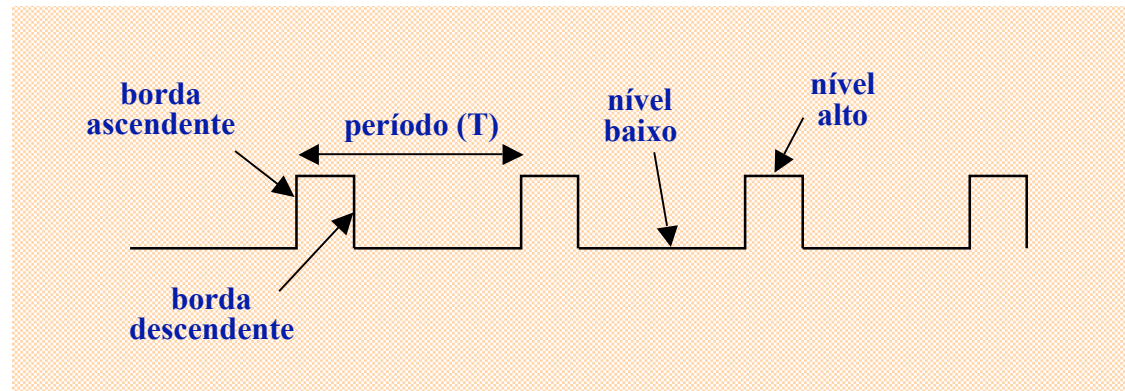 borda
ascendente
período (T)
nível
baixo
nível
alto
borda
descendente